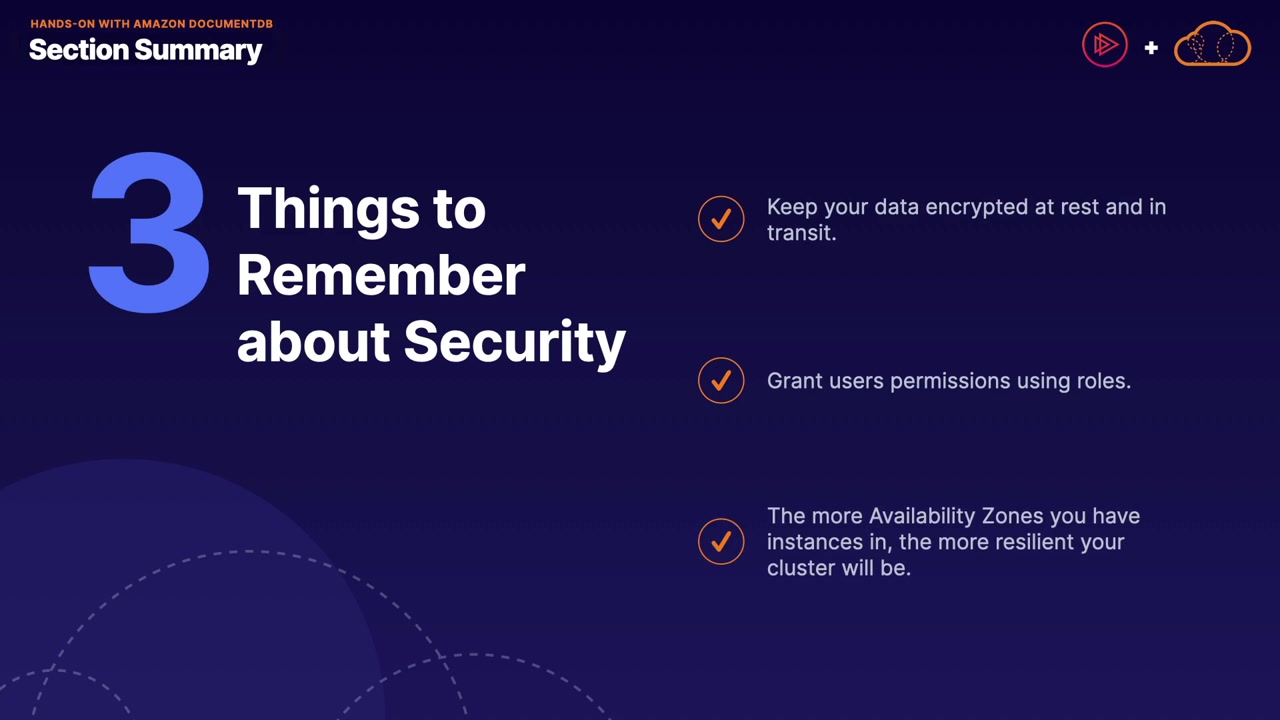 HANDS-ON WITH AMAZON DOCUMENTDB
Section Summary
+
3
Things to
Remember
about Security
Keep your data encrypted at rest and in
transit.
Grant users permissions using roles.
The more Availability Zones you have
instances in, the more resilient your
cluster will be.